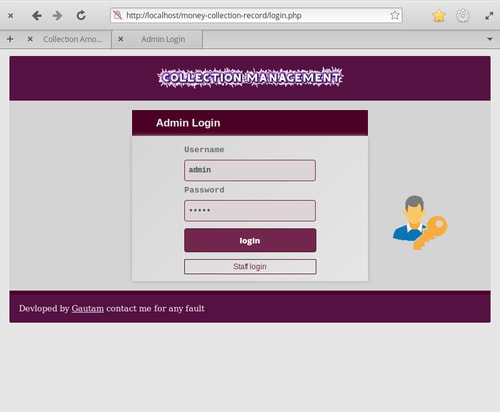 http://localhost/money-collection-record/login.php
Collection Amo...
Admin Login
COLLECTION MANAGEMENT
Admin Login
Username
admin
Password
•••••
login
Staff login
Devloped by Gautam contact me for any fault